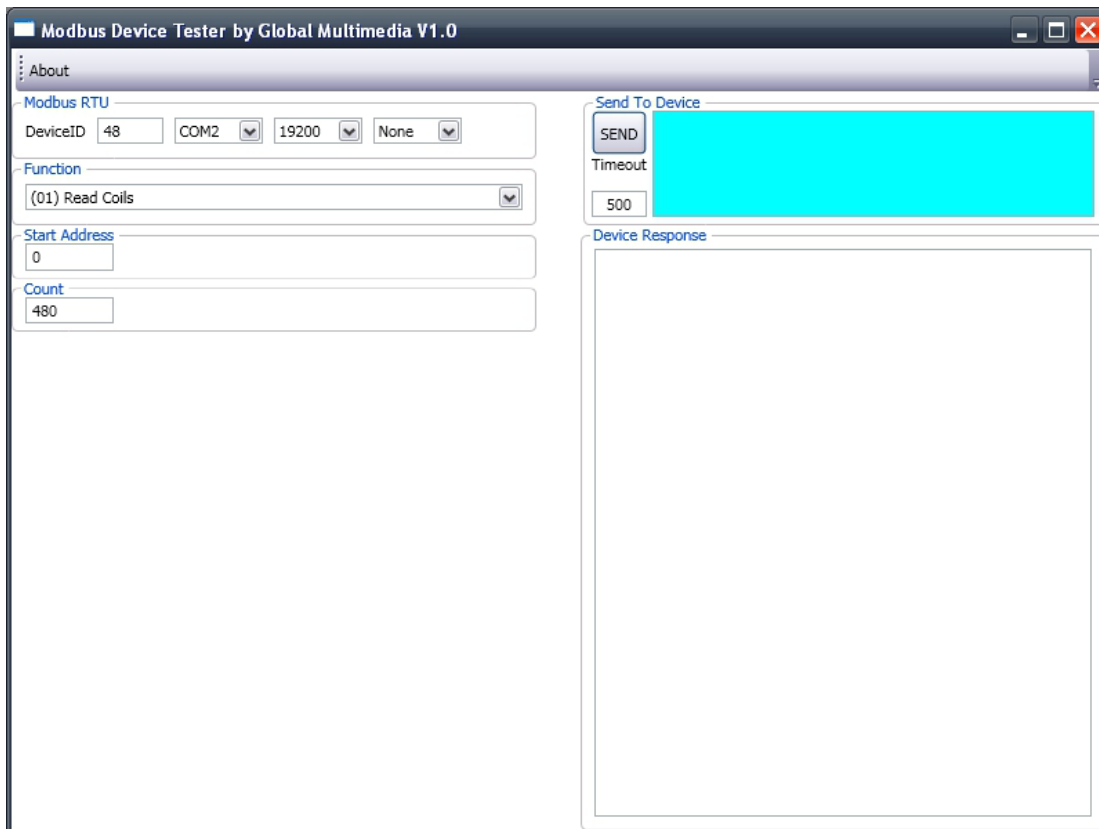 Modbus Device Tester by Global Multimedia V1.0
About
Modbus RTU
DeviceID 48 COM2 19200 None
Function
(01) Read Coils
Start Address
0
Count
480
Send To Device
SEND
Timeout
500
Device Response